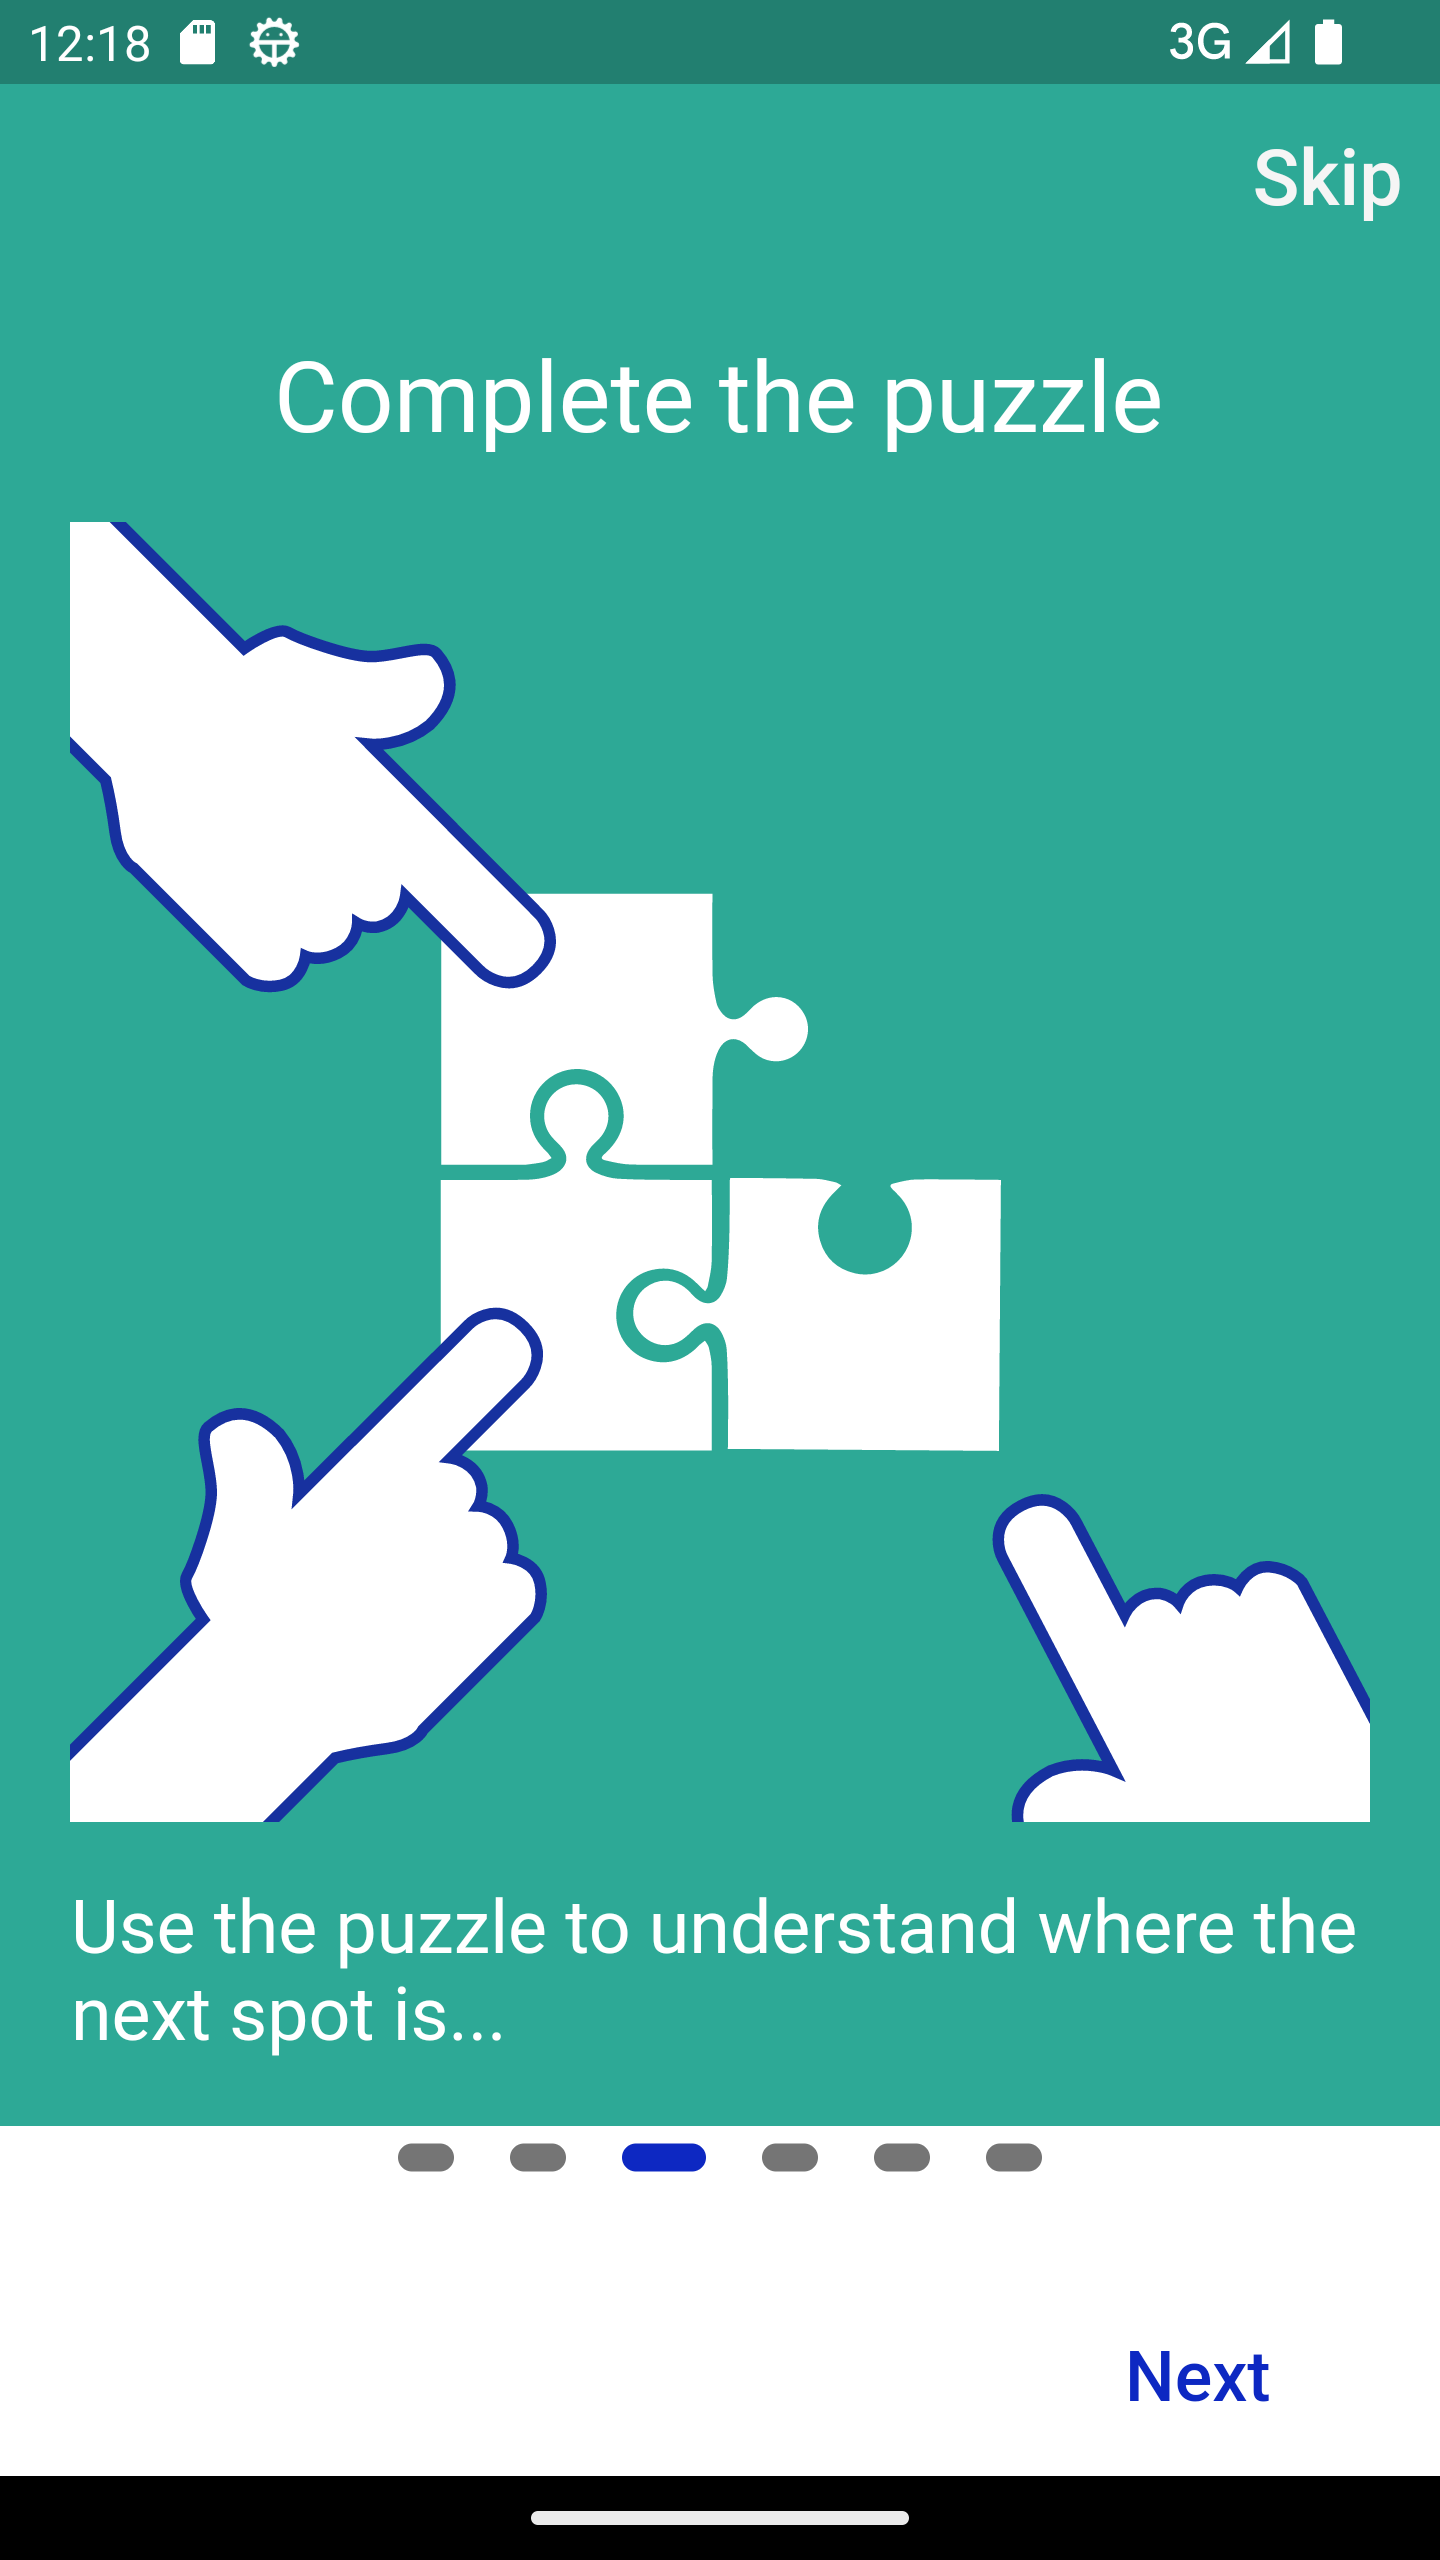 12:18
3G
Skip
Complete the puzzle
Use the puzzle to understand where the
next spot is...
Next